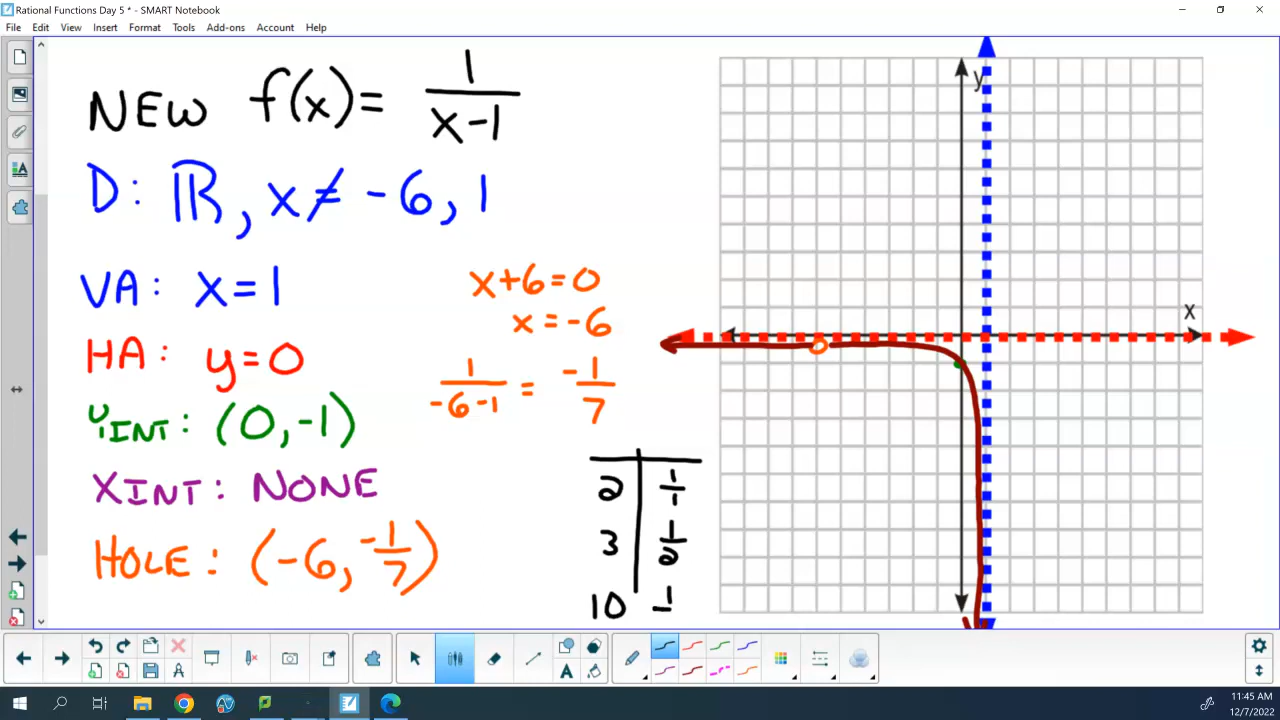 Rational Functions Day 5 * - SMART Notebook
File Edit View Insert Format Tools Add-ons Account Help
NEW f(x) = 1/(x-1)
D: ℝ, x ≠ -6, 1
VA: x = 1
HA: y = 0
yINT: (0, -1)
XINT: NONE
HOLE: (-6, -1/7)
x+6=0
x = -6
1/(-6-1) = -1/7
2 | 1/1
3 | 1/2
10 | 1
y
x
11:45 AM
12/7/2022